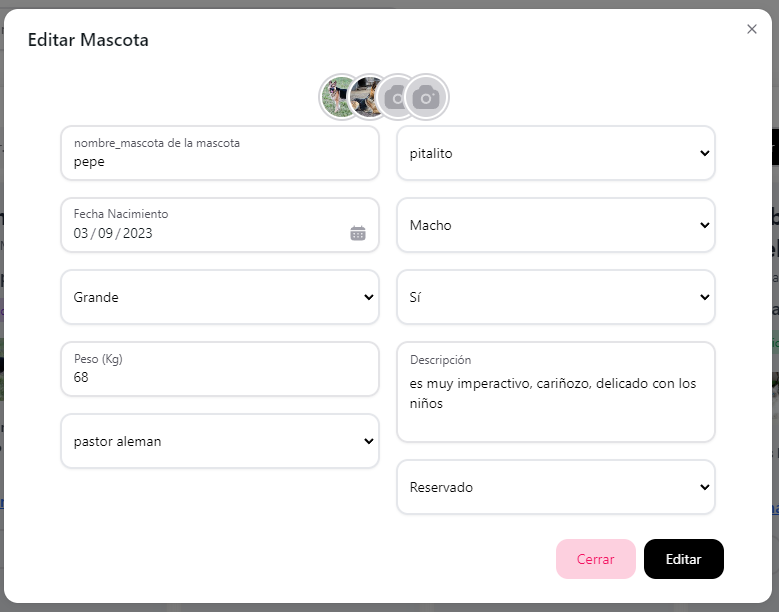 Editar Mascota
nombre_mascota de la mascota
pepe
pitalito
Fecha Nacimiento
03/09/2023
Macho
Grande
Sí
Peso (Kg)
68
Descripción
es muy imperactivo, cariñozo, delicado con los
niños
pastor aleman
Reservado
Cerrar
Editar